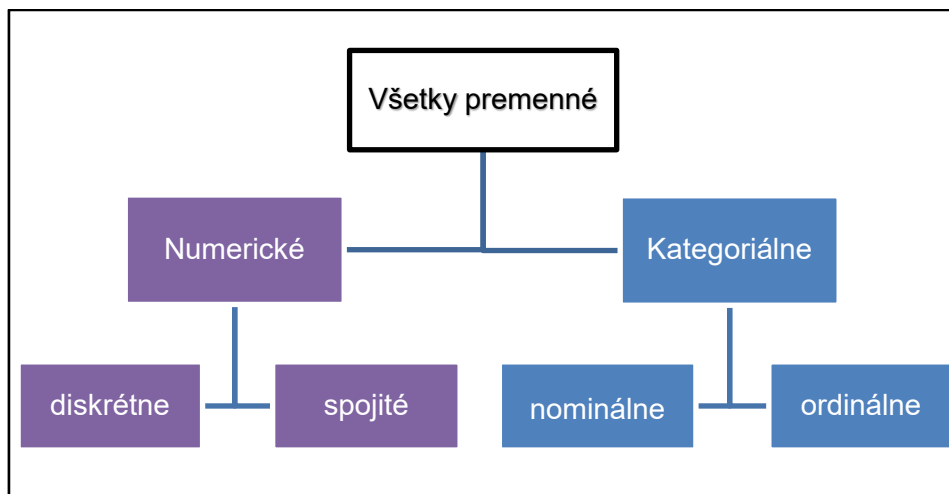 Všetky premenné
Numerické
Kategoriálne
diskrétne
spojité
nominálne
ordinálne